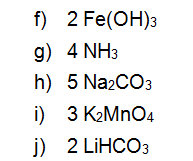 f) 2 Fe(OH)₃
g) 4 NH₃
h) 5 Na₂CO₃
i) 3 K₂MnO₄
j) 2 LiHCO₃